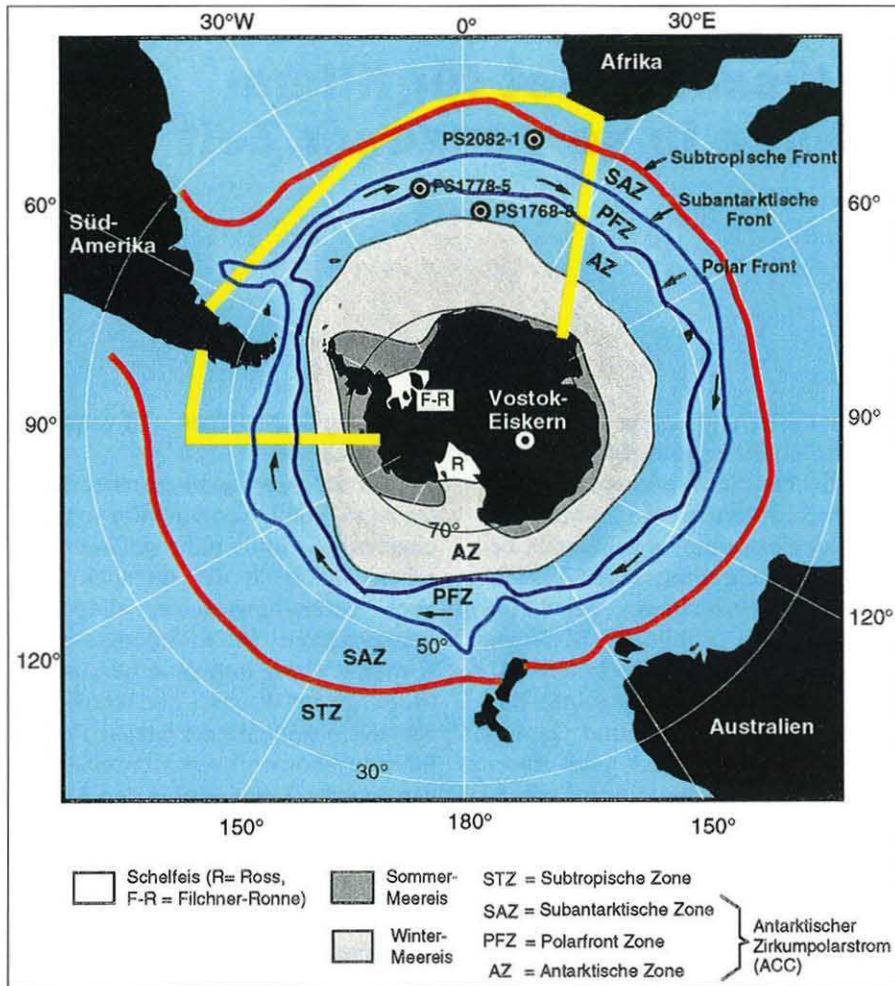 30°W
0°
30°E
Afrika
PS2082-1
Subtropische Front
SAZ
PS1778-5
Subantarktische
Front
60°
60°
PFZ
PS1768-8
Süd-
Amerika
AZ
Polar Front
F-R
Vostok-
Eiskern
90°
90°
R
70°
AZ
PFZ
120°
50°
120°
SAZ
STZ
Australien
30°
150°
180°
150°
Schelfeis (R= Ross,
F-R = Filchner-Ronne)
Sommer-
Meereis
Winter-
Meereis
STZ = Subtropische Zone
SAZ = Subantarktische Zone
PFZ = Polarfront Zone
AZ = Antarktische Zone
Antarktischer
Zirkumpolarstrom
(ACC)